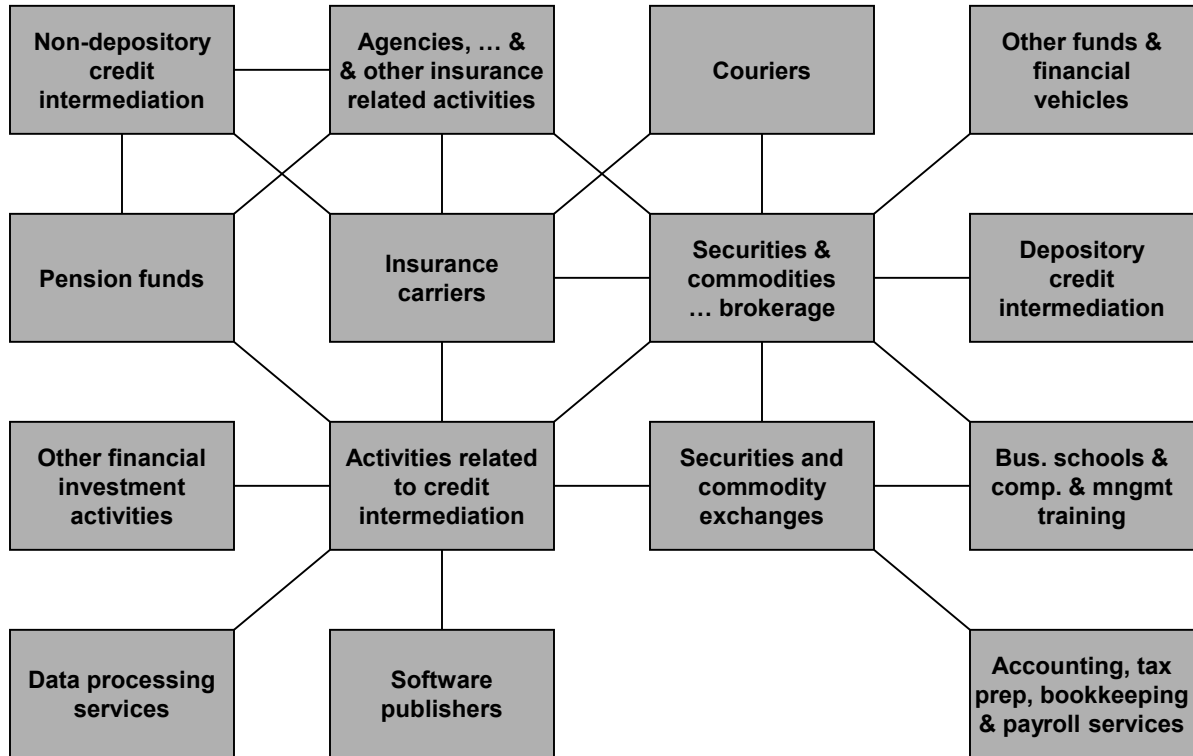 Non-depository
credit
intermediation
Agencies, … &
& other insurance
related activities
Couriers
Other funds &
financial
vehicles
Pension funds
Insurance
carriers
Securities &
commodities
… brokerage
Depository
credit
intermediation
Other financial
investment
activities
Activities related
to credit
intermediation
Securities and
commodity
exchanges
Bus. schools &
comp. & mngmt
training
Data processing
services
Software
publishers
Accounting, tax
prep, bookkeeping
& payroll services